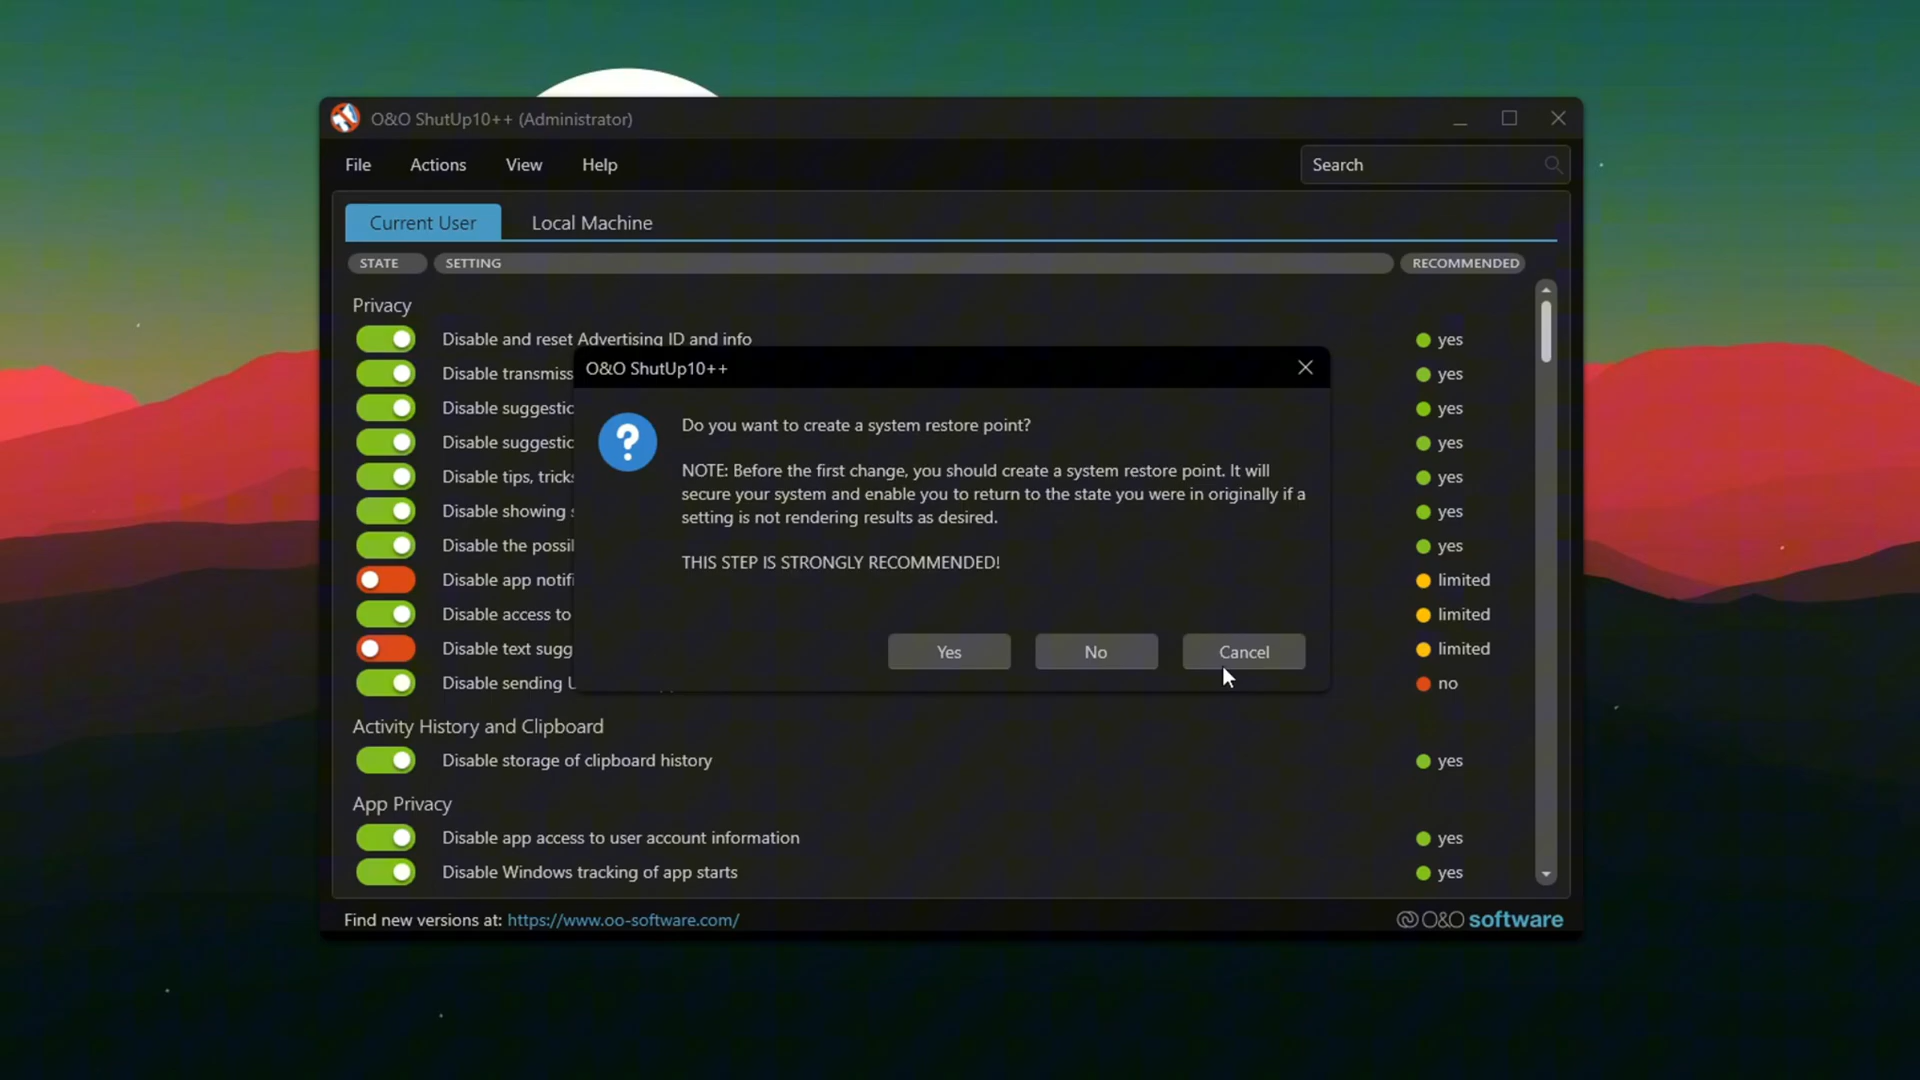 O&O ShutUp10++ (Administrator)
File Actions View Help Search
Current User Local Machine
STATE SETTING RECOMMENDED
Privacy
Disable and reset Advertising ID and info yes
Disable transmiss yes
Disable suggestic yes
Disable suggestic yes
Disable tips, trick yes
Disable showing yes
Disable the possil yes
Disable app notifi limited
Disable access to limited
Disable text sugg limited
Disable sending no
O&O ShutUp10++
Do you want to create a system restore point?
NOTE: Before the first change, you should create a system restore point. It will
secure your system and enable you to return to the state you were in originally if a
setting is not rendering results as desired.
THIS STEP IS STRONGLY RECOMMENDED!
Yes No Cancel
Activity History and Clipboard
Disable storage of clipboard history yes
App Privacy
Disable app access to user account information yes
Disable Windows tracking of app starts yes
Find new versions at: https://www.oo-software.com/
O&O software